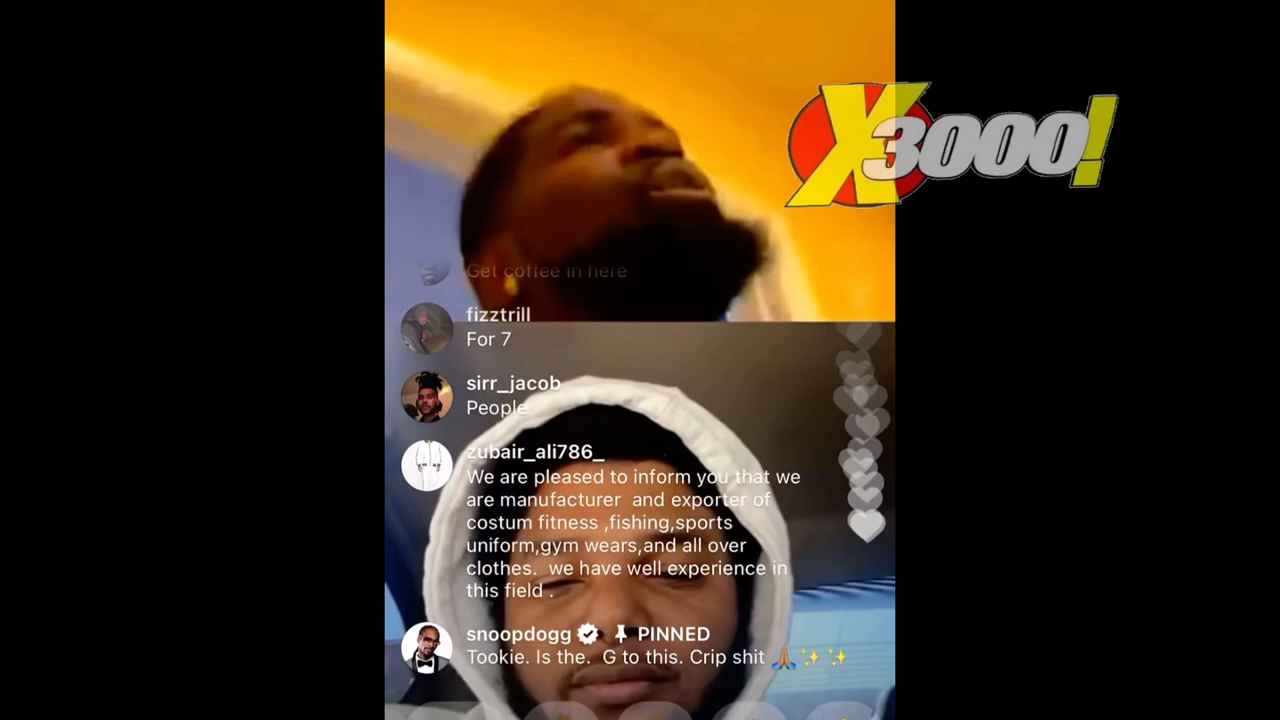 X3000!
Get coffee in here
fizztrill
For 7
sirr_jacob
People
zubair_ali786_
We are pleased to inform you that we
are manufacturer  and exporter of
costum fitness ,fishing,sports
uniform,gym wears,and all over
clothes.  we have well experience in
this field .
snoopdogg PINNED
Tookie. Is the.  G to this. Crip shit 🙏🏾✨✨